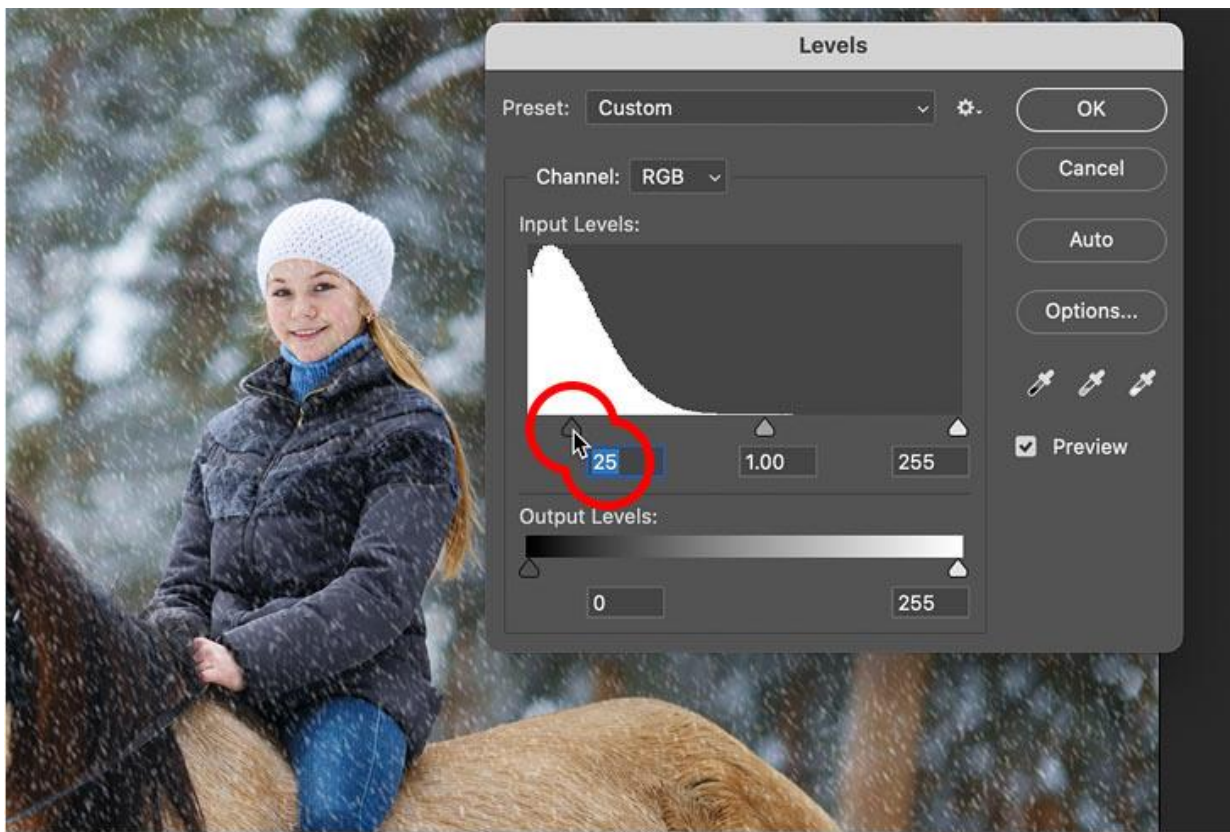 Levels
Preset: Custom
OK
Channel: RGB
Cancel
Input Levels:
Auto
Options...
Preview
25 1.00 255
Output Levels:
0 255